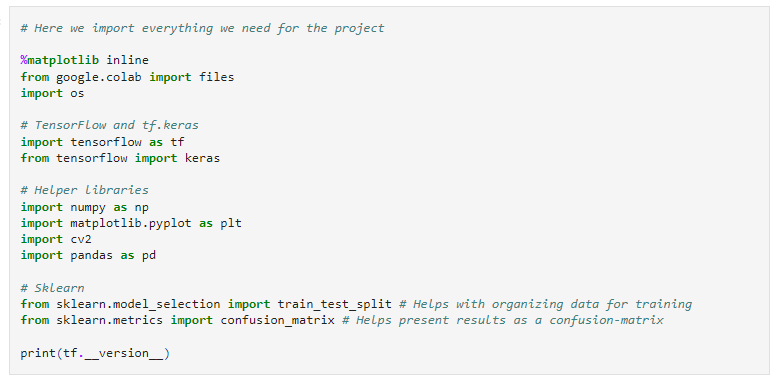 # Here we import everything we need for the project
%matplotlib inline
from google.colab import files
import os
# TensorFlow and tf.keras
import tensorflow as tf
from tensorflow import keras
# Helper libraries
import numpy as np
import matplotlib.pyplot as plt
import cv2
import pandas as pd
# Sklearn
from sklearn.model_selection import train_test_split # Helps with organizing data for training
from sklearn.metrics import confusion_matrix # Helps present results as a confusion-matrix
print(tf.__version__)